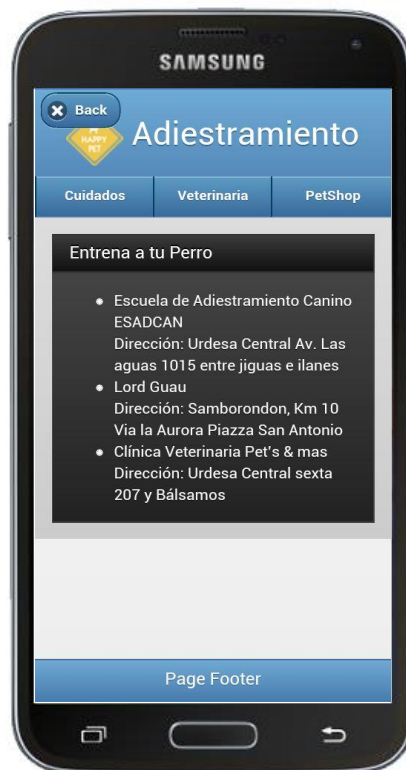 SAMSUNG
Back
HAPPY
PET
Adiestramiento
Cuidados
Veterinaria
PetShop
Entrena a tu Perro
Escuela de Adiestramiento Canino
ESADCAN
Dirección: Urdesa Central Av. Las
aguas 1015 entre jiguas e ilanes
Lord Guau
Dirección: Samborondon, Km 10
Via la Aurora Piazza San Antonio
Clínica Veterinaria Pet's & mas
Dirección: Urdesa Central sexta
207 y Bálsamos
Page Footer